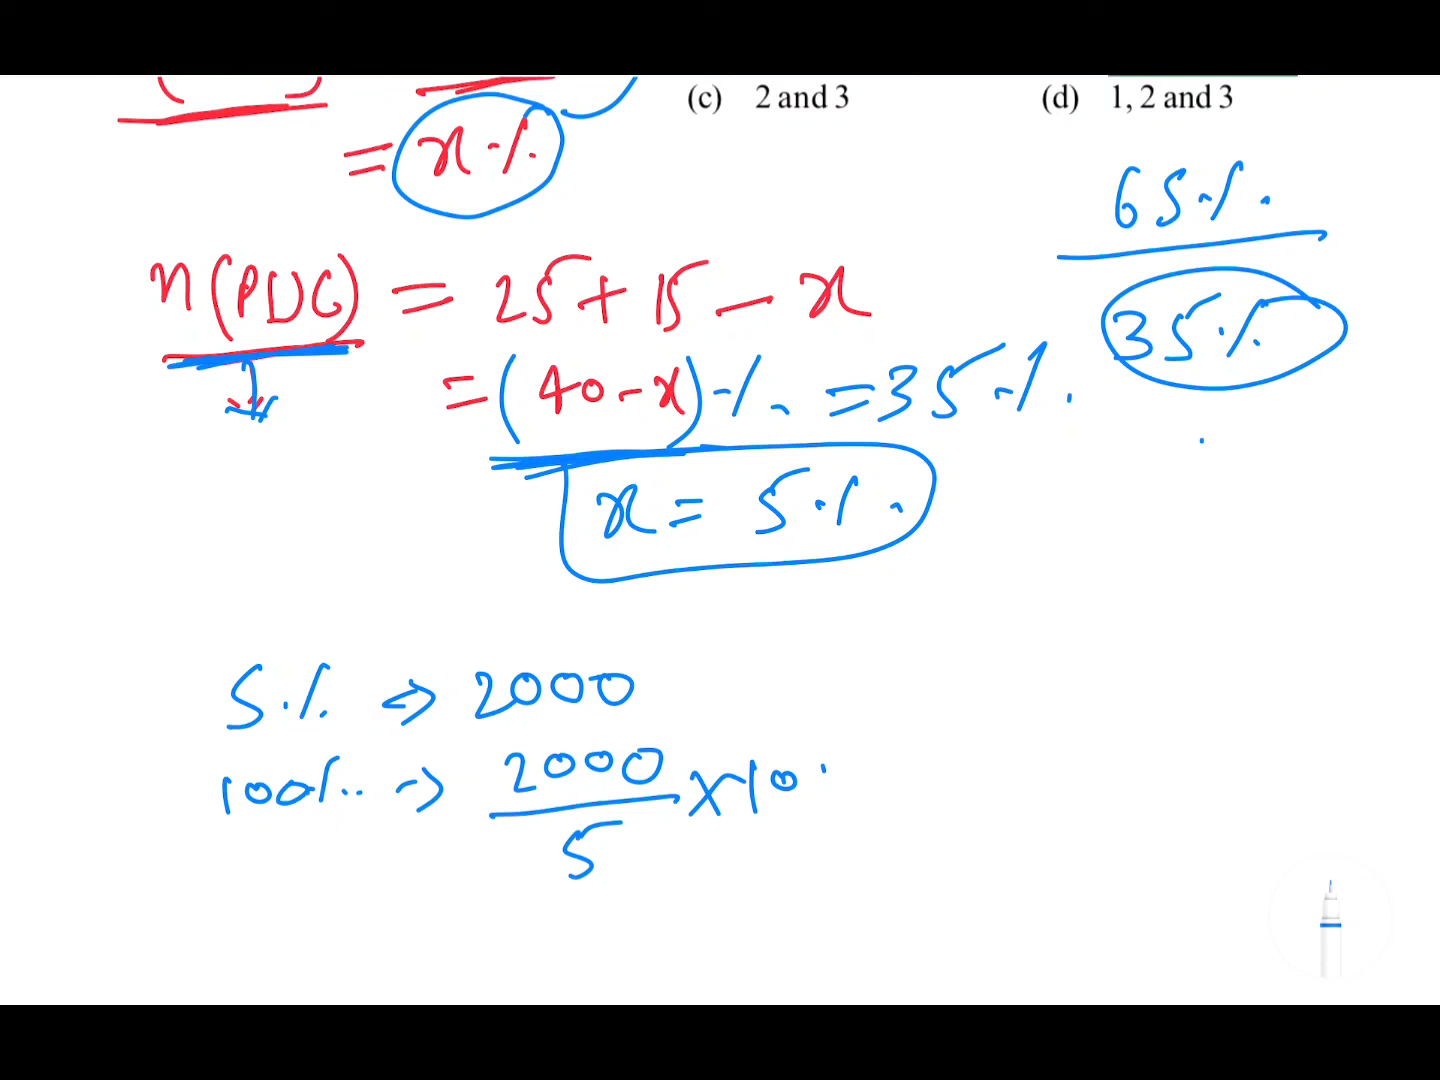 (c) 2 and 3 (d) 1, 2 and 3
= x %
65 %
n(PUG) = 25 + 15 - x
35 %
= (40 - x) % = 35 %
x = 5 %
5 % → 2000
100 % → 2000/5 × 10